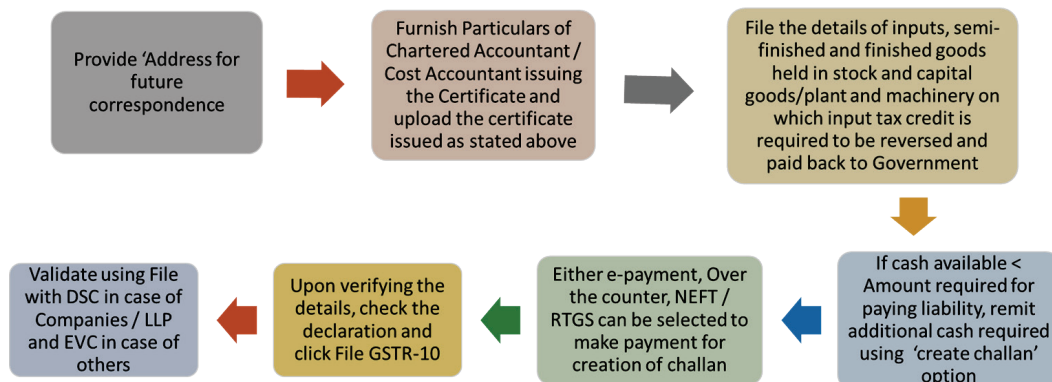 Provide ‘Address for
future
correspondence
Furnish Particulars of
Chartered Accountant /
Cost Accountant issuing
the Certificate and
upload the certificate
issued as stated above
File the details of inputs, semi-
finished and finished goods
held in stock and capital
goods/plant and machinery on
which input tax credit is
required to be reversed and
paid back to Government
If cash available <
Amount required for
paying liability, remit
additional cash required
using ‘create challan’
option
Either e-payment, Over
the counter, NEFT /
RTGS can be selected to
make payment for
creation of challan
Upon verifying the
details, check the
declaration and
click File GSTR-10
Validate using File
with DSC in case of
Companies / LLP
and EVC in case of
others